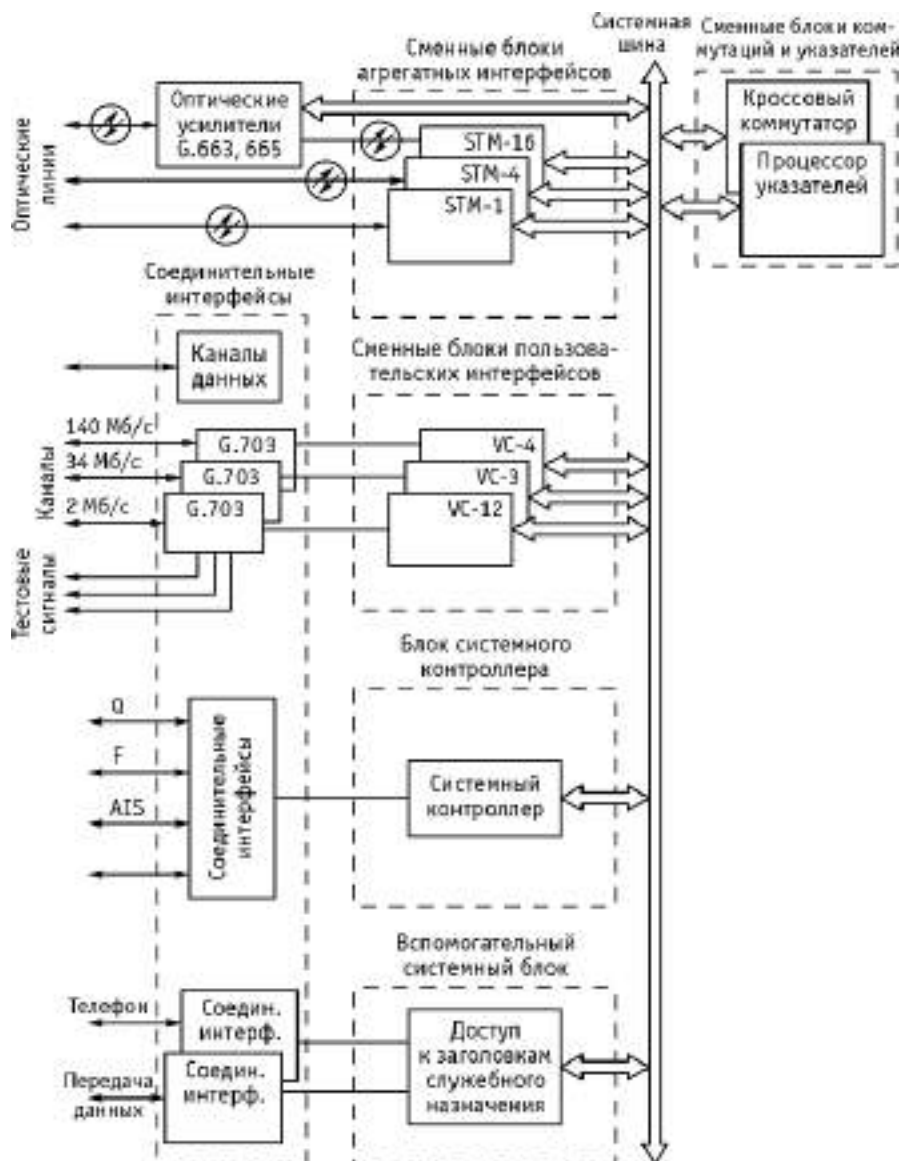 Системная
шина
Сменные блоки ком-
мутаций и указателей
Сменные блоки
агрегатных интерфейсов
Оптические
усилители
G.663, 665
Кроссовый
коммутатор
Процессор
указателей
STM-16
STM-4
STM-1
Оптические
линии
Соединительные
интерфейсы
Каналы
данных
Сменные блоки пользова-
тельских интерфейсов
140 Мб/с
34 Мб/с
2 Мб/с
Каналы
G.703
G.703
G.703
VC-4
VC-3
VC-12
Тестовые
сигналы
Блок системного
контроллера
Q
F
AIS
Соединительные
интерфейсы
Системный
контроллер
Вспомогательный
системный блок
Телефон
Соедин.
интерф.
Передача
данных
Соедин.
интерф.
Доступ
к заголовкам
служебного
назначения